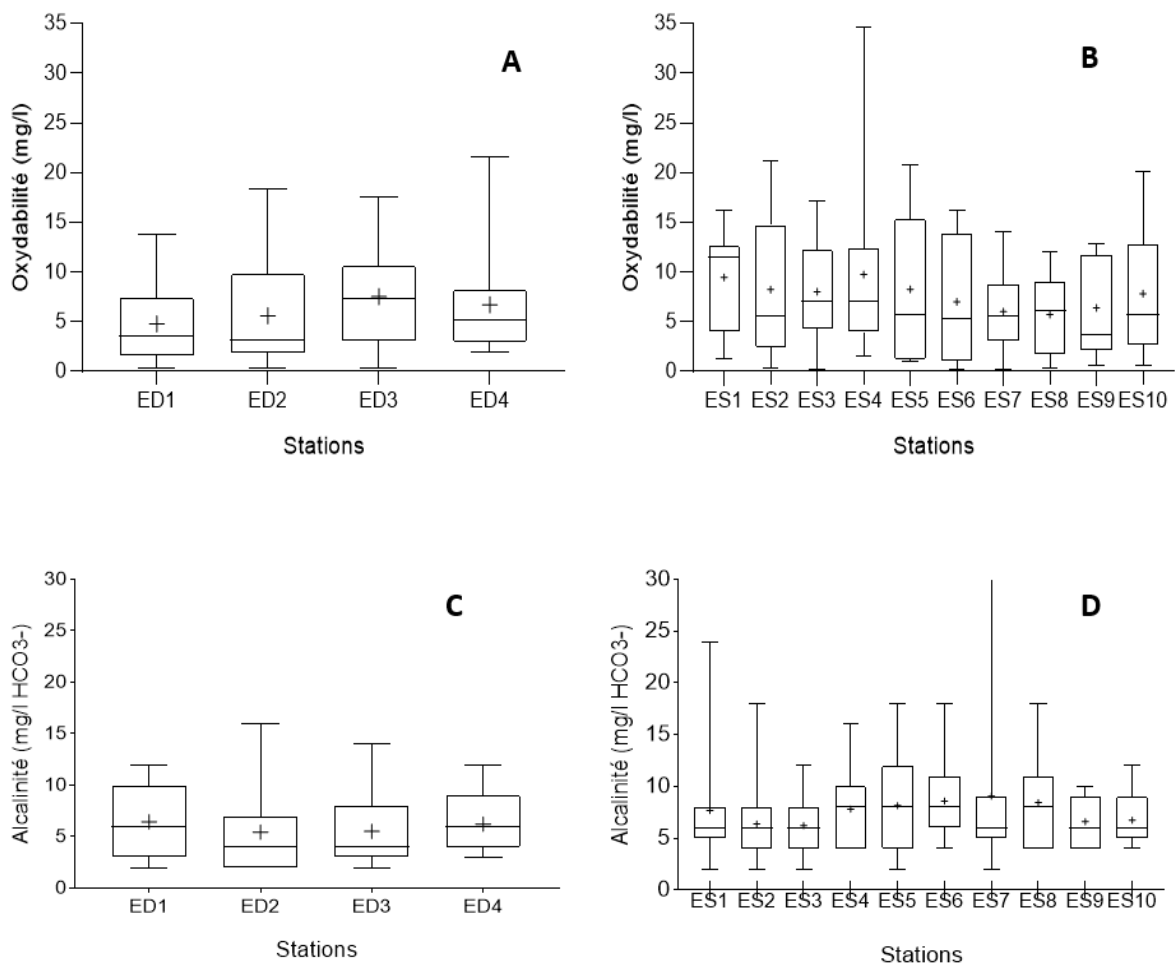 A
Oxydabilité (mg/l)
35
30
25
20
15
10
5
0
ED1 ED2 ED3 ED4
Stations
B
Oxydabilité (mg/l)
35
30
25
20
15
10
5
0
ES1 ES2 ES3 ES4 ES5 ES6 ES7 ES8 ES9 ES10
Stations
C
Alcalinité (mg/l HCO3-)
30
25
20
15
10
5
0
ED1 ED2 ED3 ED4
Stations
D
Alcalinité (mg/l HCO3-)
30
25
20
15
10
5
0
ES1 ES2 ES3 ES4 ES5 ES6 ES7 ES8 ES9 ES10
Stations